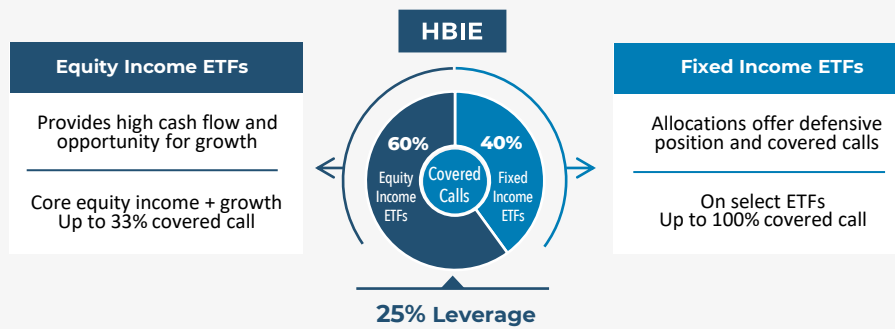 HBIE
Equity Income ETFs
Provides high cash flow and
opportunity for growth
Core equity income + growth
Up to 33% covered call
60%
Equity
Income
ETFs
Covered
Calls
40%
Fixed
Income
ETFs
25% Leverage
Fixed Income ETFs
Allocations offer defensive
position and covered calls
On select ETFs
Up to 100% covered call